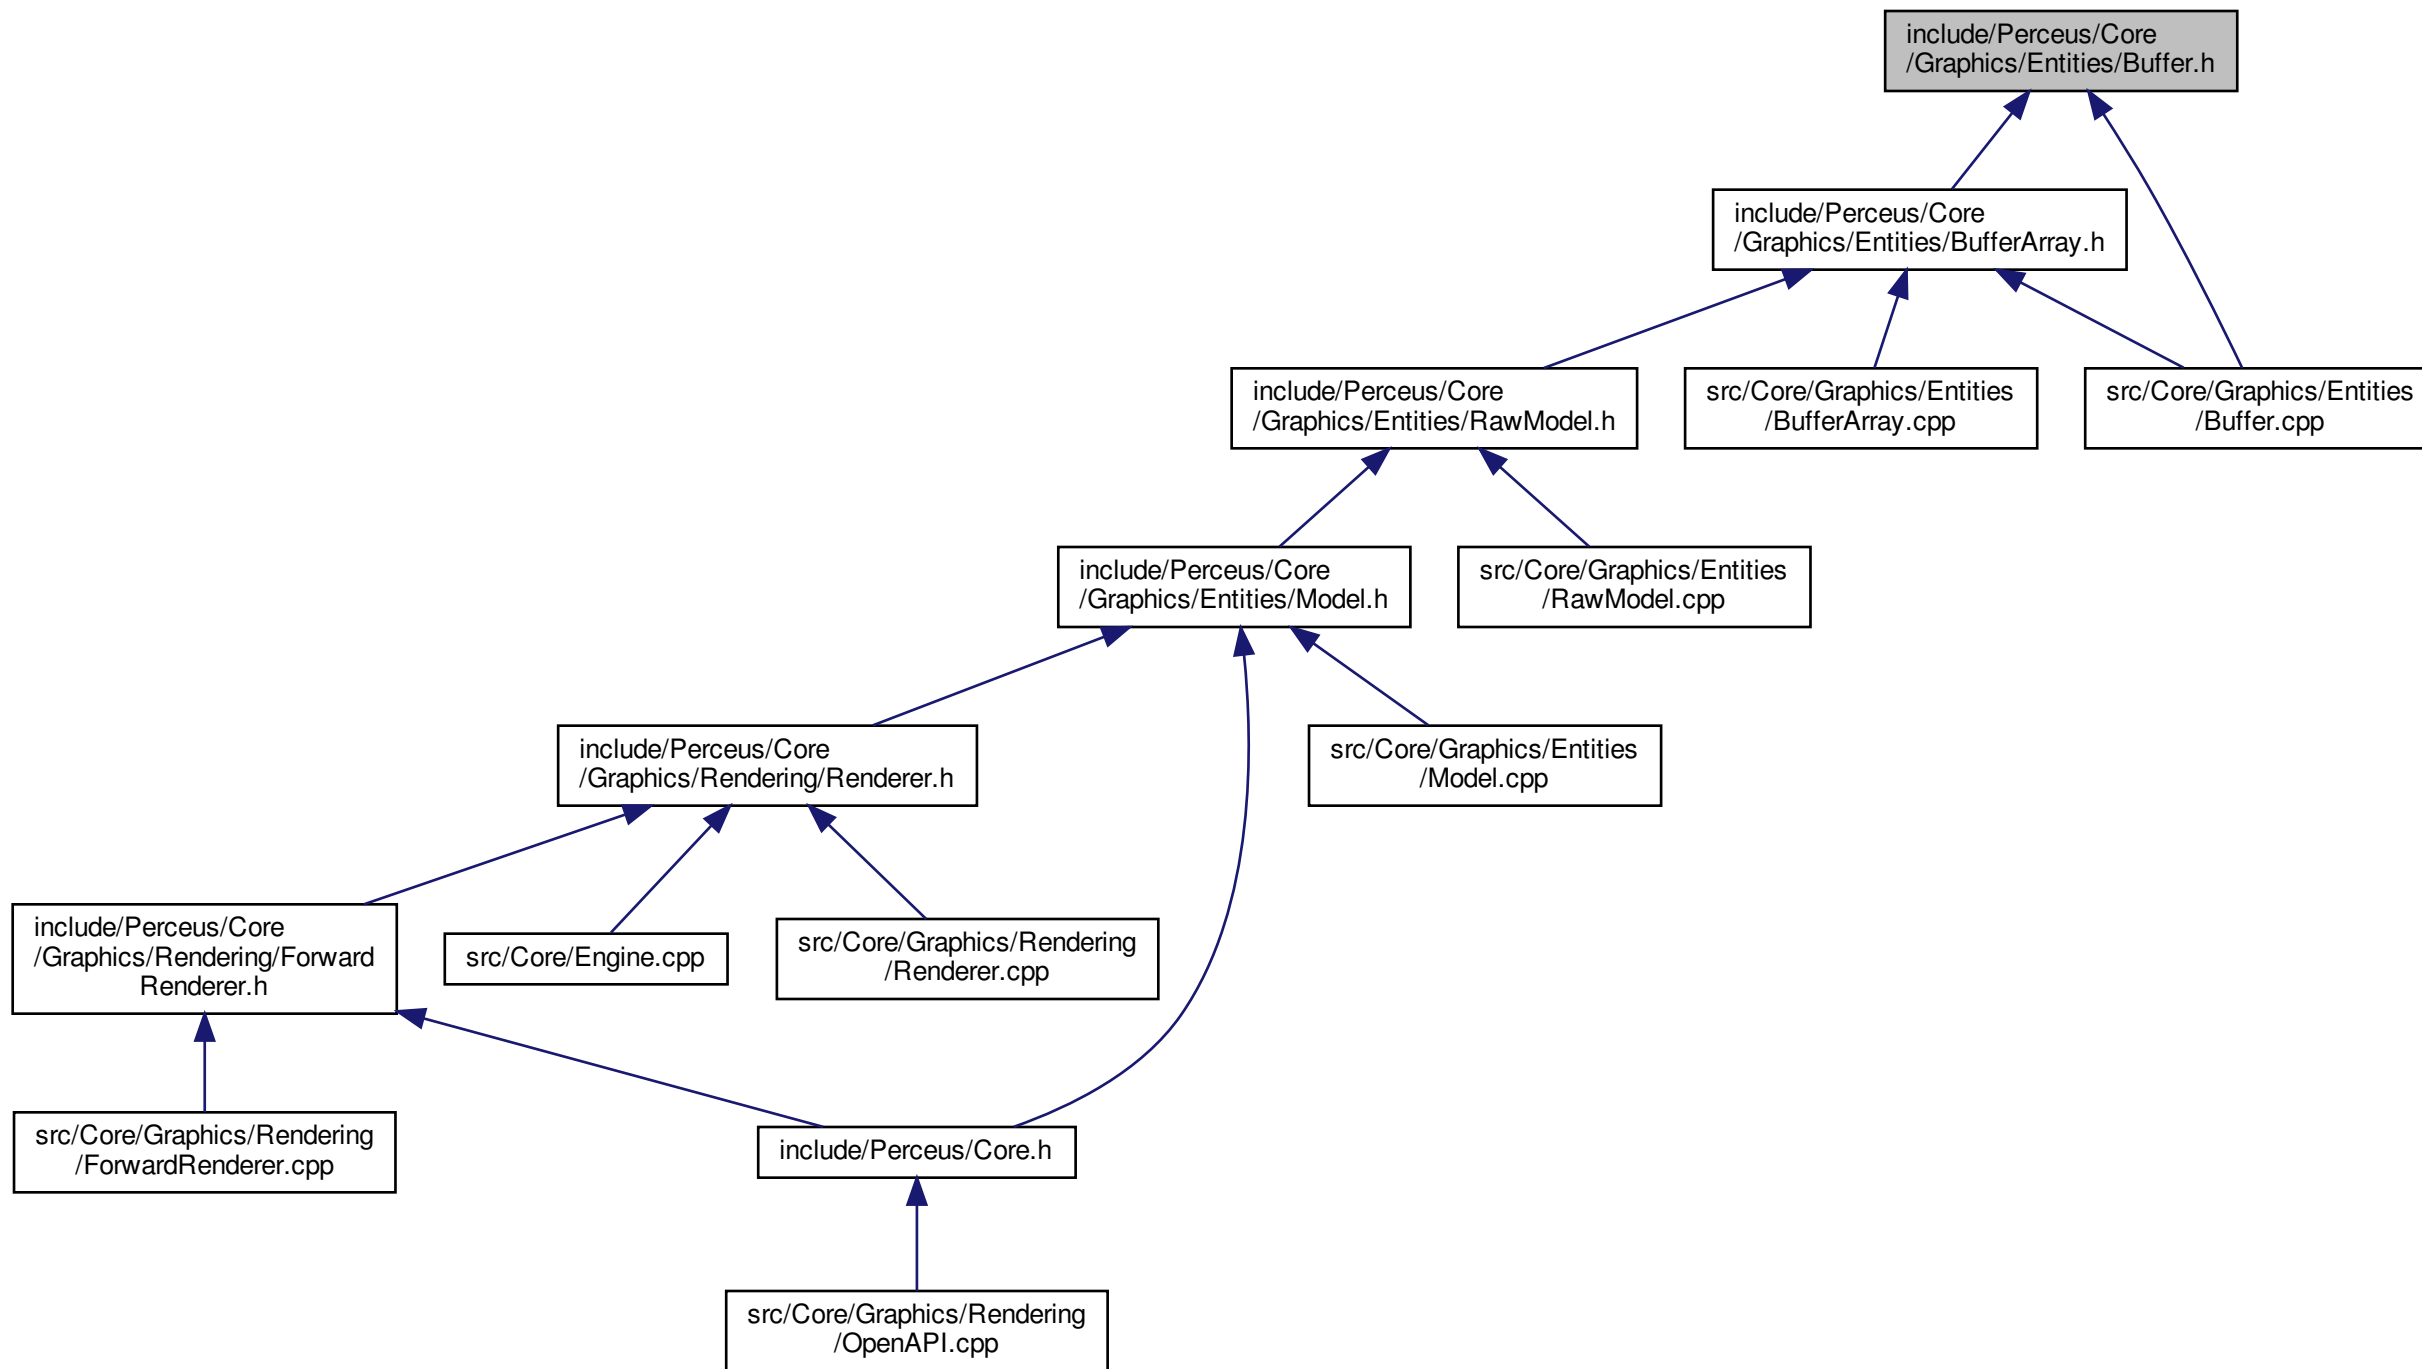 include/Perceus/Core
/Graphics/Entities/Buffer.h
include/Perceus/Core
/Graphics/Entities/BufferArray.h
include/Perceus/Core
/Graphics/Entities/RawModel.h
src/Core/Graphics/Entities
/BufferArray.cpp
src/Core/Graphics/Entities
/Buffer.cpp
include/Perceus/Core
/Graphics/Entities/Model.h
src/Core/Graphics/Entities
/RawModel.cpp
include/Perceus/Core
/Graphics/Rendering/Renderer.h
src/Core/Graphics/Entities
/Model.cpp
include/Perceus/Core
/Graphics/Rendering/Forward
Renderer.h
src/Core/Engine.cpp
src/Core/Graphics/Rendering
/Renderer.cpp
src/Core/Graphics/Rendering
/ForwardRenderer.cpp
include/Perceus/Core.h
src/Core/Graphics/Rendering
/OpenAPI.cpp